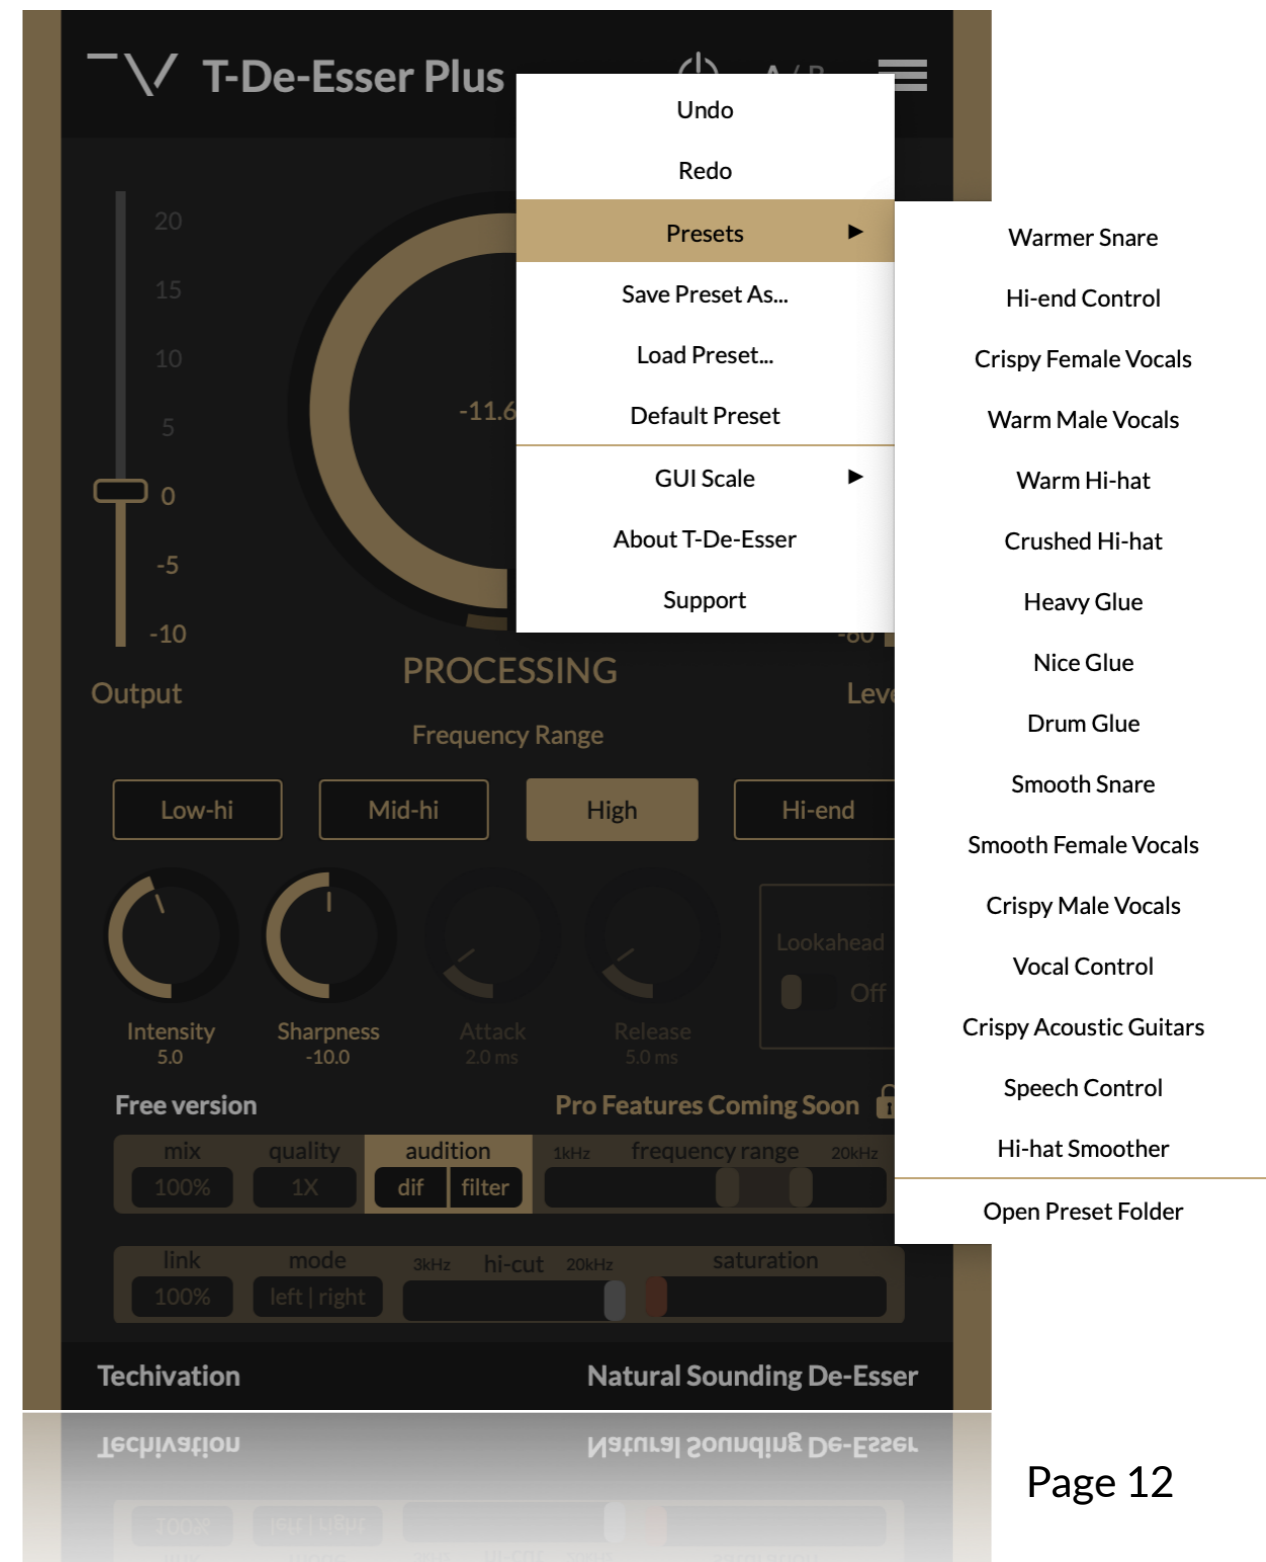 T-De-Esser Plus
Undo
Redo
Presets
Save Preset As...
Load Preset...
Default Preset
GUI Scale
About T-De-Esser
Support
Warmer Snare
Hi-end Control
Crispy Female Vocals
Warm Male Vocals
Warm Hi-hat
Crushed Hi-hat
Heavy Glue
Nice Glue
Drum Glue
Smooth Snare
Smooth Female Vocals
Crispy Male Vocals
Vocal Control
Crispy Acoustic Guitars
Speech Control
Hi-hat Smoother
Open Preset Folder
20
15
10
5
0
-5
-10
Output
-11.6
-60
PROCESSING
Frequency Range
Low-hi Mid-hi High Hi-end
Intensity Sharpness Attack Release
5.0 -10.0 2.0 ms 5.0 ms
Lookahead
Off
Free version Pro Features Coming Soon
mix quality audition 1kHz frequency range 20kHz
100% 1X dif filter
link mode 3kHz hi-cut 20kHz saturation
100% left | right
Techivation Natural Sounding De-Esser
Page 12